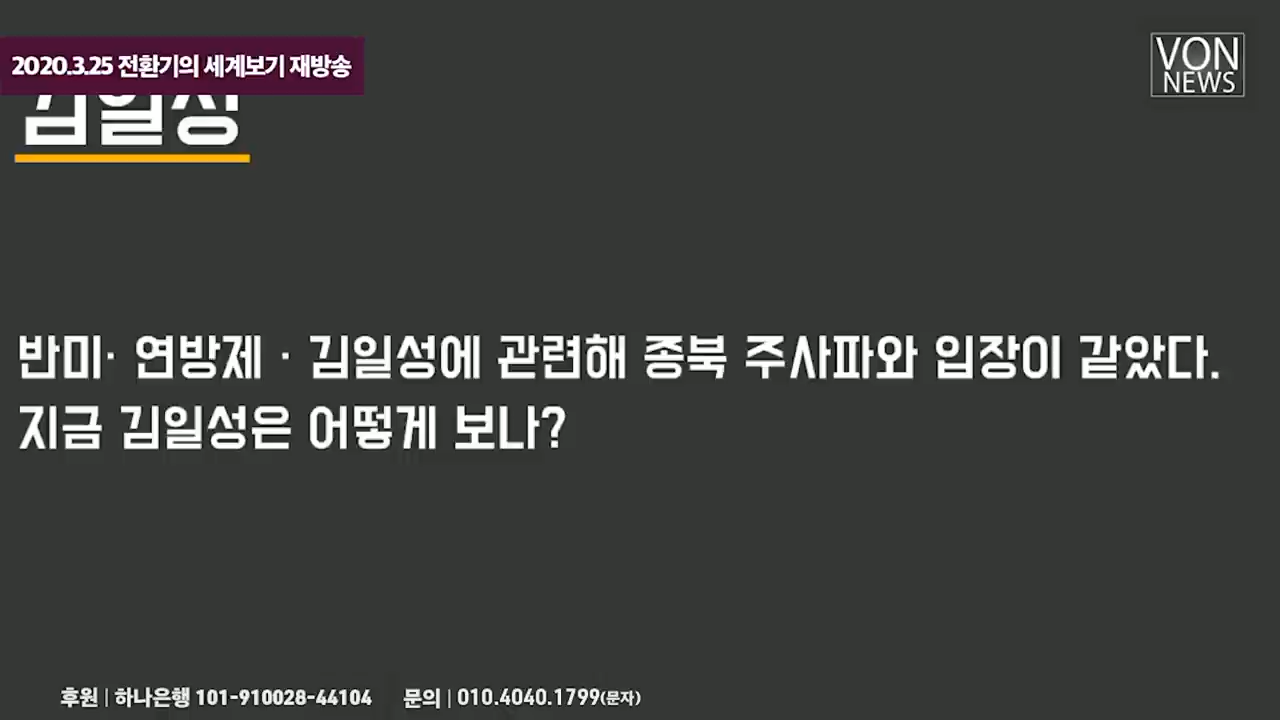 2020.3.25 전환기의 세계보기 재방송
VON
NEWS
김일성
반미· 연방제 · 김일성에 관련해 종북 주사파와 입장이 같았다.
지금 김일성은 어떻게 보나?
후원 | 하나은행 101-910028-44104 문의 | 010.4040.1799(문자)